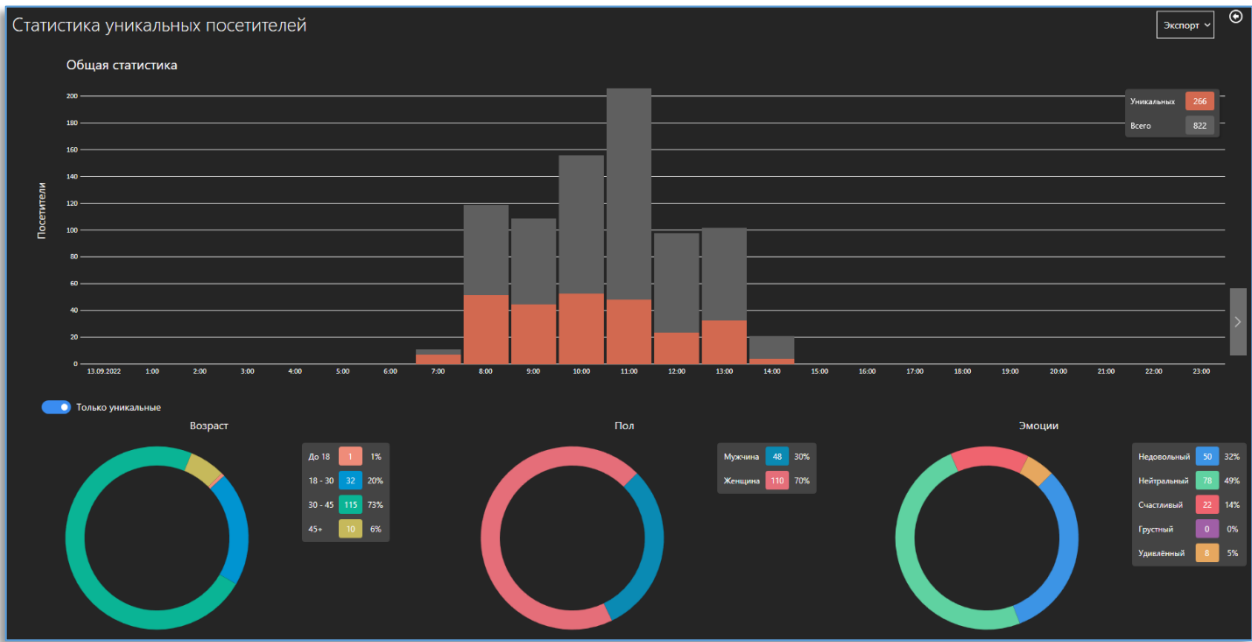 Статистика уникальных посетителей
Экспорт
Общая статистика
Уникальных 266
Всего 822
Посетители
200
180
160
140
120
100
80
60
40
20
0
13.09.2022 1:00 2:00 3:00 4:00 5:00 6:00 7:00 8:00 9:00 10:00 11:00 12:00 13:00 14:00 15:00 16:00 17:00 18:00 19:00 20:00 21:00 22:00 23:00
Только уникальные
Возраст
До 18 1 1%
18 - 30 32 20%
30 - 45 115 73%
45+ 10 6%
Пол
Мужчина 48 30%
Женщина 110 70%
Эмоции
Недовольный 50 32%
Нейтральный 78 49%
Счастливый 22 14%
Грустный 0 0%
Удивлённый 8 5%